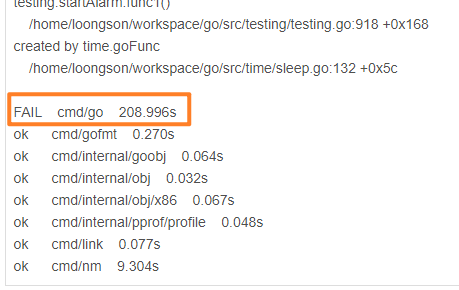 testing.startAlarm.func1()
/home/loongson/workspace/go/src/testing/testing.go:918 +0x168
created by time.goFunc
/home/loongson/workspace/go/src/time/sleep.go:132 +0x5c
FAIL cmd/go 208.996s
ok cmd/gofmt 0.270s
ok cmd/internal/goobj 0.064s
ok cmd/internal/obj 0.032s
ok cmd/internal/obj/x86 0.067s
ok cmd/internal/pprof/profile 0.048s
ok cmd/link 0.077s
ok cmd/nm 9.304s